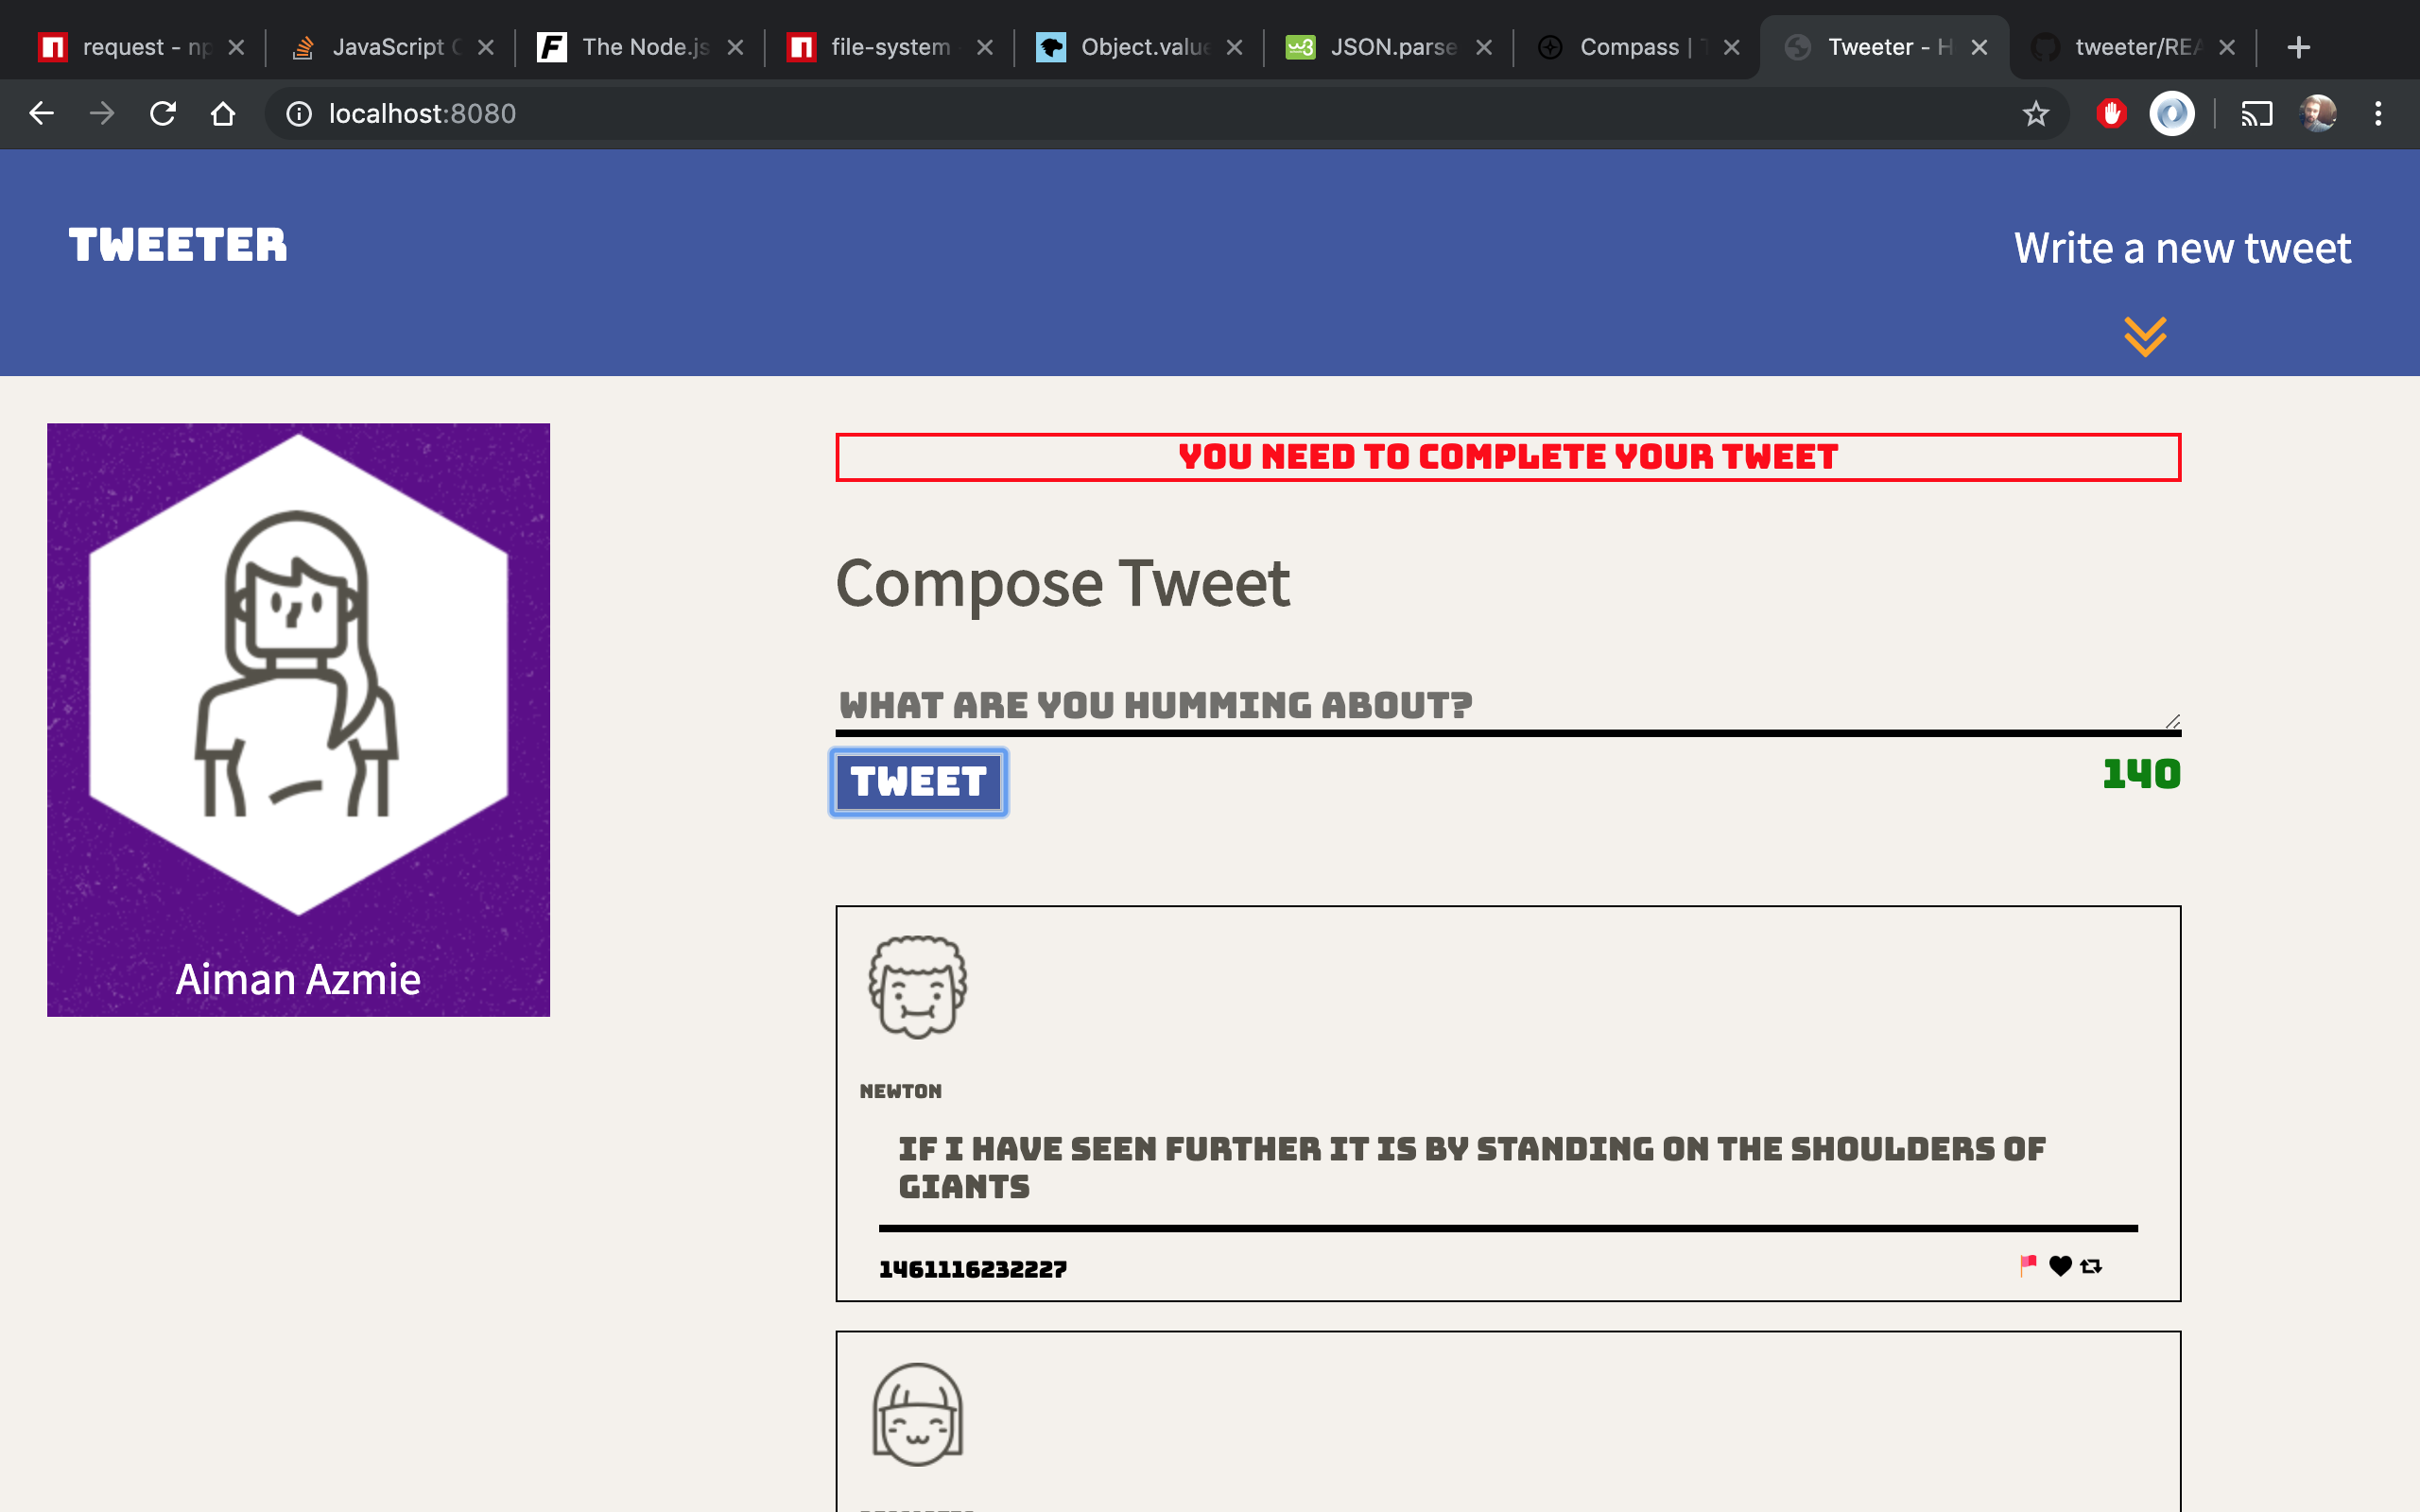 request - np
JavaScript
The Node.js
file-system
Object.value
JSON.parse
Compass |
Tweeter - H
tweeter/REA
localhost:8080
TWEETER
Write a new tweet
YOU NEED TO COMPLETE YOUR TWEET
Compose Tweet
WHAT ARE YOU HUMMING ABOUT?
TWEET
140
Aiman Azmie
NEWTON
IF I HAVE SEEN FURTHER IT IS BY STANDING ON THE SHOULDERS OF
GIANTS
1461116232227